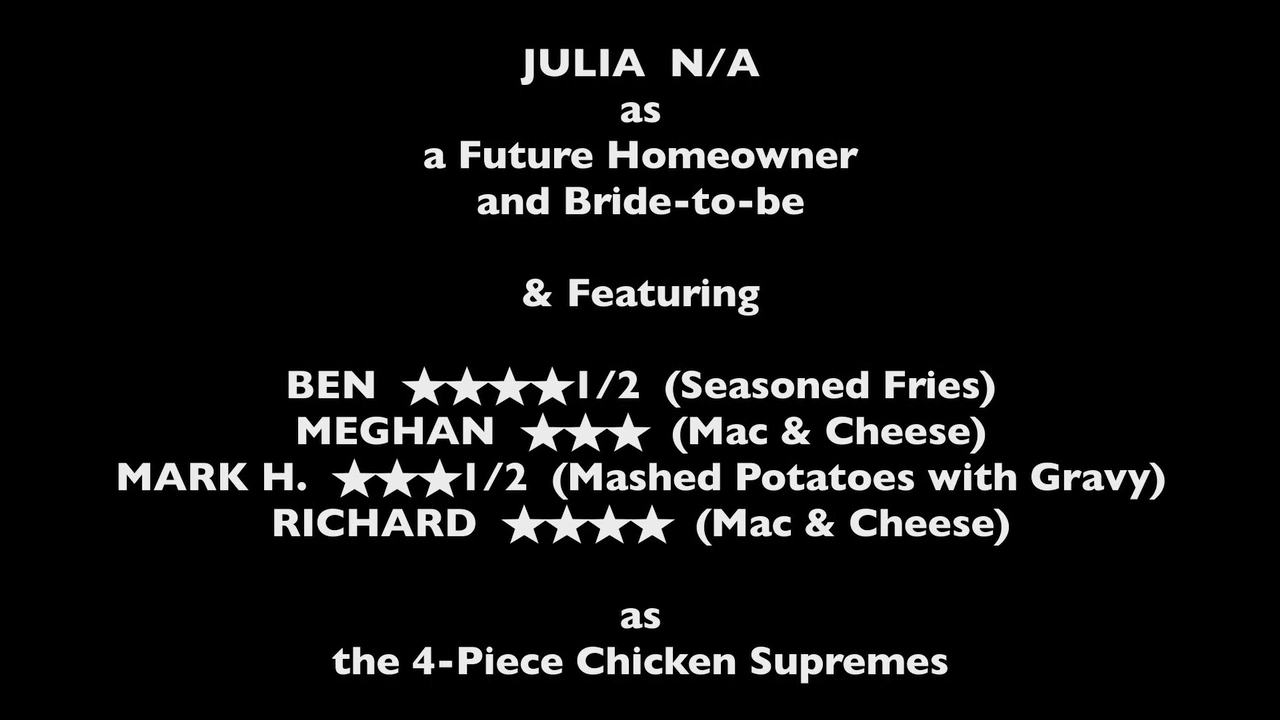 JULIA N/A
as
a Future Homeowner
and Bride-to-be
& Featuring
BEN ★★★★1/2 (Seasoned Fries)
MEGHAN ★★★ (Mac & Cheese)
MARK H. ★★★1/2 (Mashed Potatoes with Gravy)
RICHARD ★★★★ (Mac & Cheese)
as
the 4-Piece Chicken Supremes